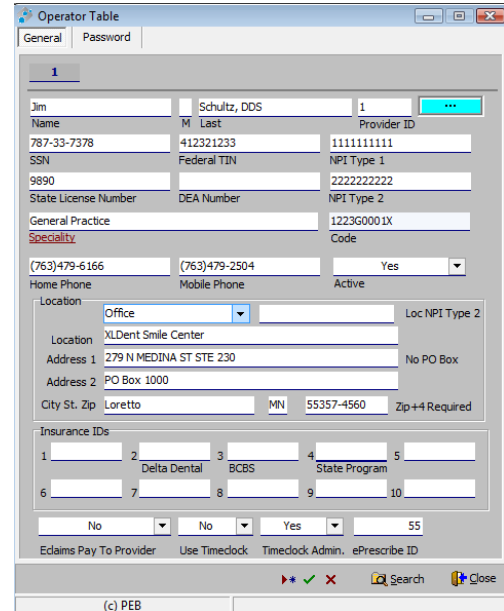 Operator Table
General Password
1
Jim Schultz, DDS 1 ...
Name M Last Provider ID
787-33-7378 412321233 1111111111
SSN Federal TIN NPI Type 1
9890 2222222222
State License Number DEA Number NPI Type 2
General Practice 1223G0001X
Speciality Code
(763)479-6166 (763)479-2504 Yes
Home Phone Mobile Phone Active
Location
Office Loc NPI Type 2
Location XLDent Smile Center
Address 1 279 N MEDINA ST STE 230 No PO Box
Address 2 PO Box 1000
City St. Zip Loretto MN 55357-4560 Zip+4 Required
Insurance IDs
1 2 3 4 5
Delta Dental BCBS State Program
6 7 8 9 10
No No Yes 55
Eclaims Pay To Provider Use Timeclock Timeclock Admin. ePrescribe ID
Search Close
(c) PEB